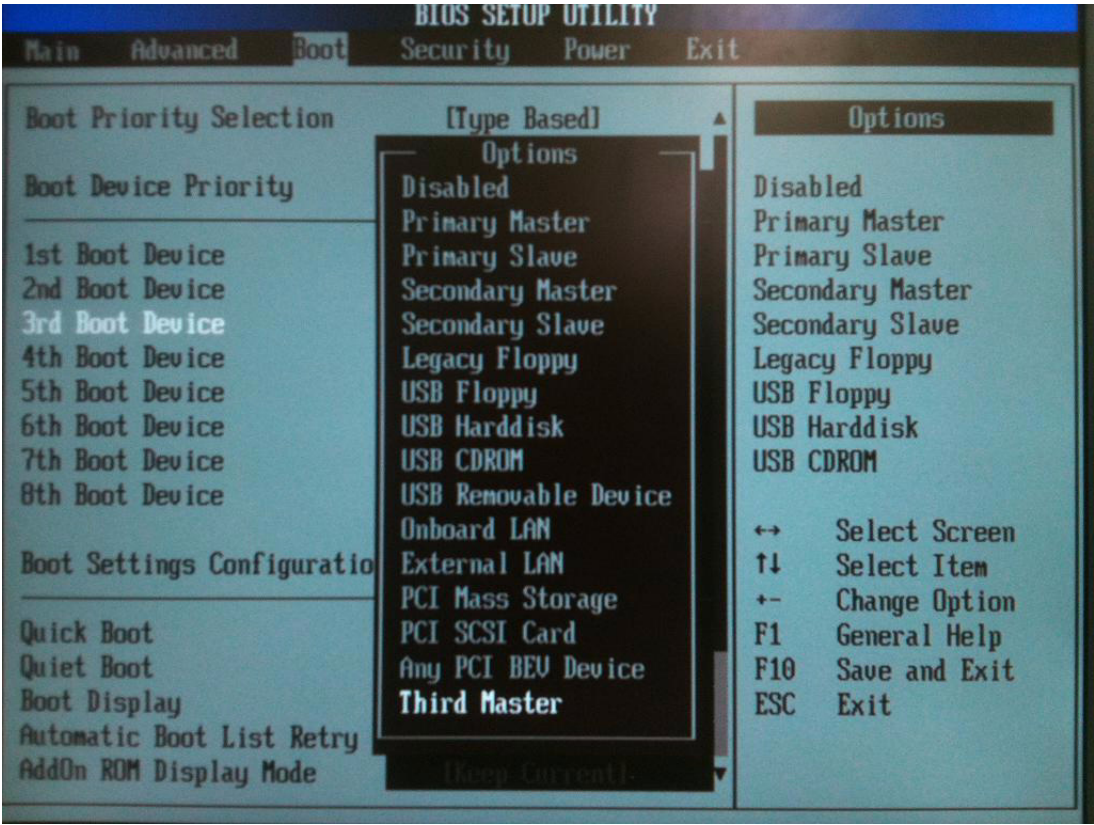 BIOS SETUP UTILITY
Main Advanced Boot Security Power Exit
Boot Priority Selection [Type Based]
Boot Device Priority
1st Boot Device
2nd Boot Device
3rd Boot Device
4th Boot Device
5th Boot Device
6th Boot Device
7th Boot Device
8th Boot Device
Boot Settings Configuratio
Quick Boot
Quiet Boot
Boot Display
Automatic Boot List Retry
AddOn ROM Display Mode [Keep Current]
Options
Disabled
Primary Master
Primary Slave
Secondary Master
Secondary Slave
Legacy Floppy
USB Floppy
USB Harddisk
USB CDROM
USB Removable Device
Onboard LAN
External LAN
PCI Mass Storage
PCI SCSI Card
Any PCI BEV Device
Third Master
Options
Disabled
Primary Master
Primary Slave
Secondary Master
Secondary Slave
Legacy Floppy
USB Floppy
USB Harddisk
USB CDROM
←→ Select Screen
↑↓ Select Item
+- Change Option
F1 General Help
F10 Save and Exit
ESC Exit